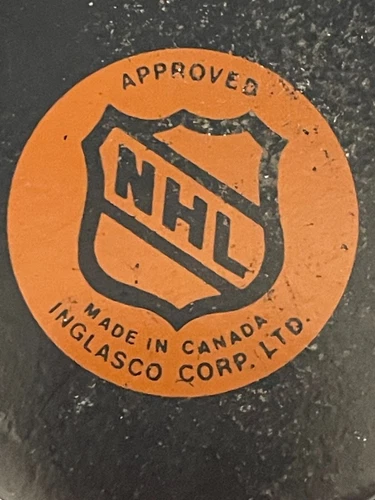 APPROVED
NHL
MADE IN CANADA
INGLASCO CORP. LTD.